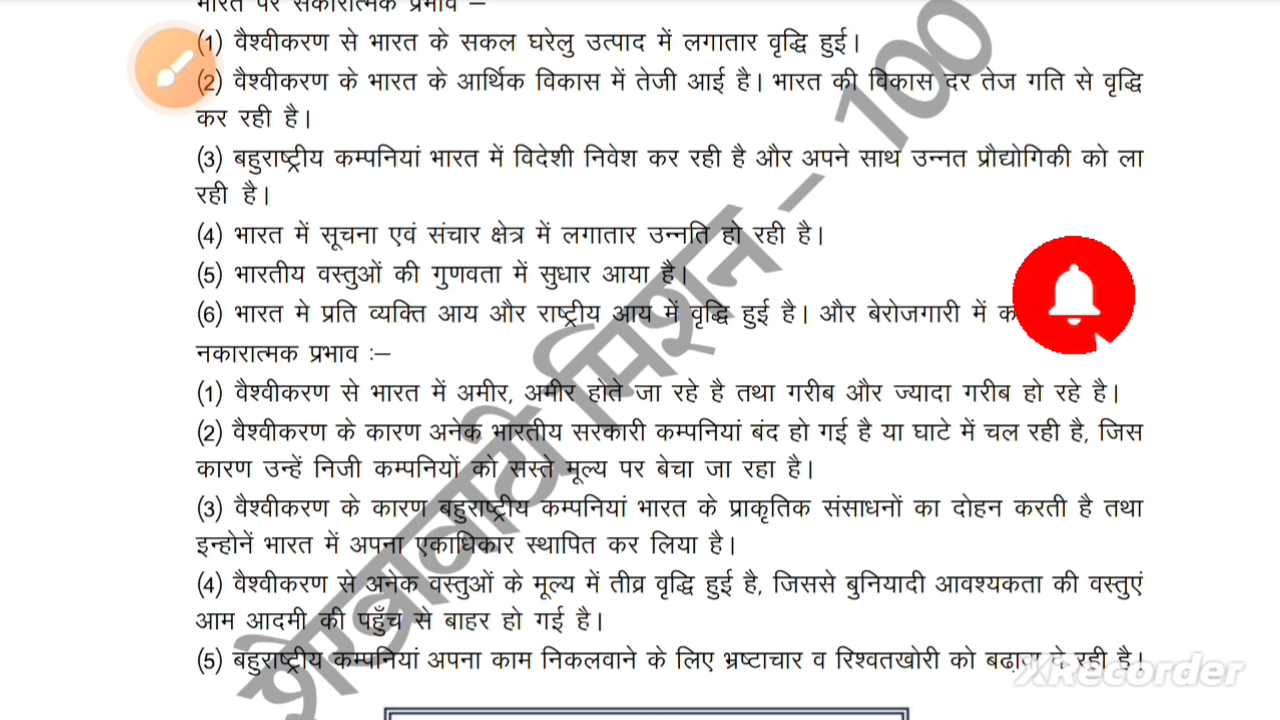 भारत पर सकारात्मक प्रभाव –
(1) वैश्वीकरण से भारत के सकल घरेलु उत्पाद में लगातार वृद्धि हुई।
(2) वैश्वीकरण के भारत के आर्थिक विकास में तेजी आई है। भारत की विकास दर तेज गति से वृद्धि
कर रही है।
(3) बहुराष्ट्रीय कम्पनियां भारत में विदेशी निवेश कर रही है और अपने साथ उन्नत प्रौद्योगिकी को ला
रही है।
(4) भारत में सूचना एवं संचार क्षेत्र में लगातार उन्नति हो रही है।
(5) भारतीय वस्तुओं की गुणवता में सुधार आया है।
(6) भारत मे प्रति व्यक्ति आय और राष्ट्रीय आय में वृद्धि हुई है। और बेरोजगारी में
नकारात्मक प्रभाव :–
(1) वैश्वीकरण से भारत में अमीर, अमीर होते जा रहे है तथा गरीब और ज्यादा गरीब हो रहे है।
(2) वैश्वीकरण के कारण अनेक भारतीय सरकारी कम्पनियां बंद हो गई है या घाटे में चल रही है, जिस
कारण उन्हें निजी कम्पनियों को सस्ते मूल्य पर बेचा जा रहा है।
(3) वैश्वीकरण के कारण बहुराष्ट्रीय कम्पनियां भारत के प्राकृतिक संसाधनों का दोहन करती है तथा
इन्होनें भारत में अपना एकाधिकार स्थापित कर लिया है।
(4) वैश्वीकरण से अनेक वस्तुओं के मूल्य में तीव्र वृद्धि हुई है, जिससे बुनियादी आवश्यकता की वस्तुएं
आम आदमी की पहुँच से बाहर हो गई है।
(5) बहुराष्ट्रीय कम्पनियां अपना काम निकलवाने के लिए भ्रष्टाचार व रिश्वतखोरी को बढ़ावा दे रही है।
शेखावाटी मिशन – 100
XRecorder